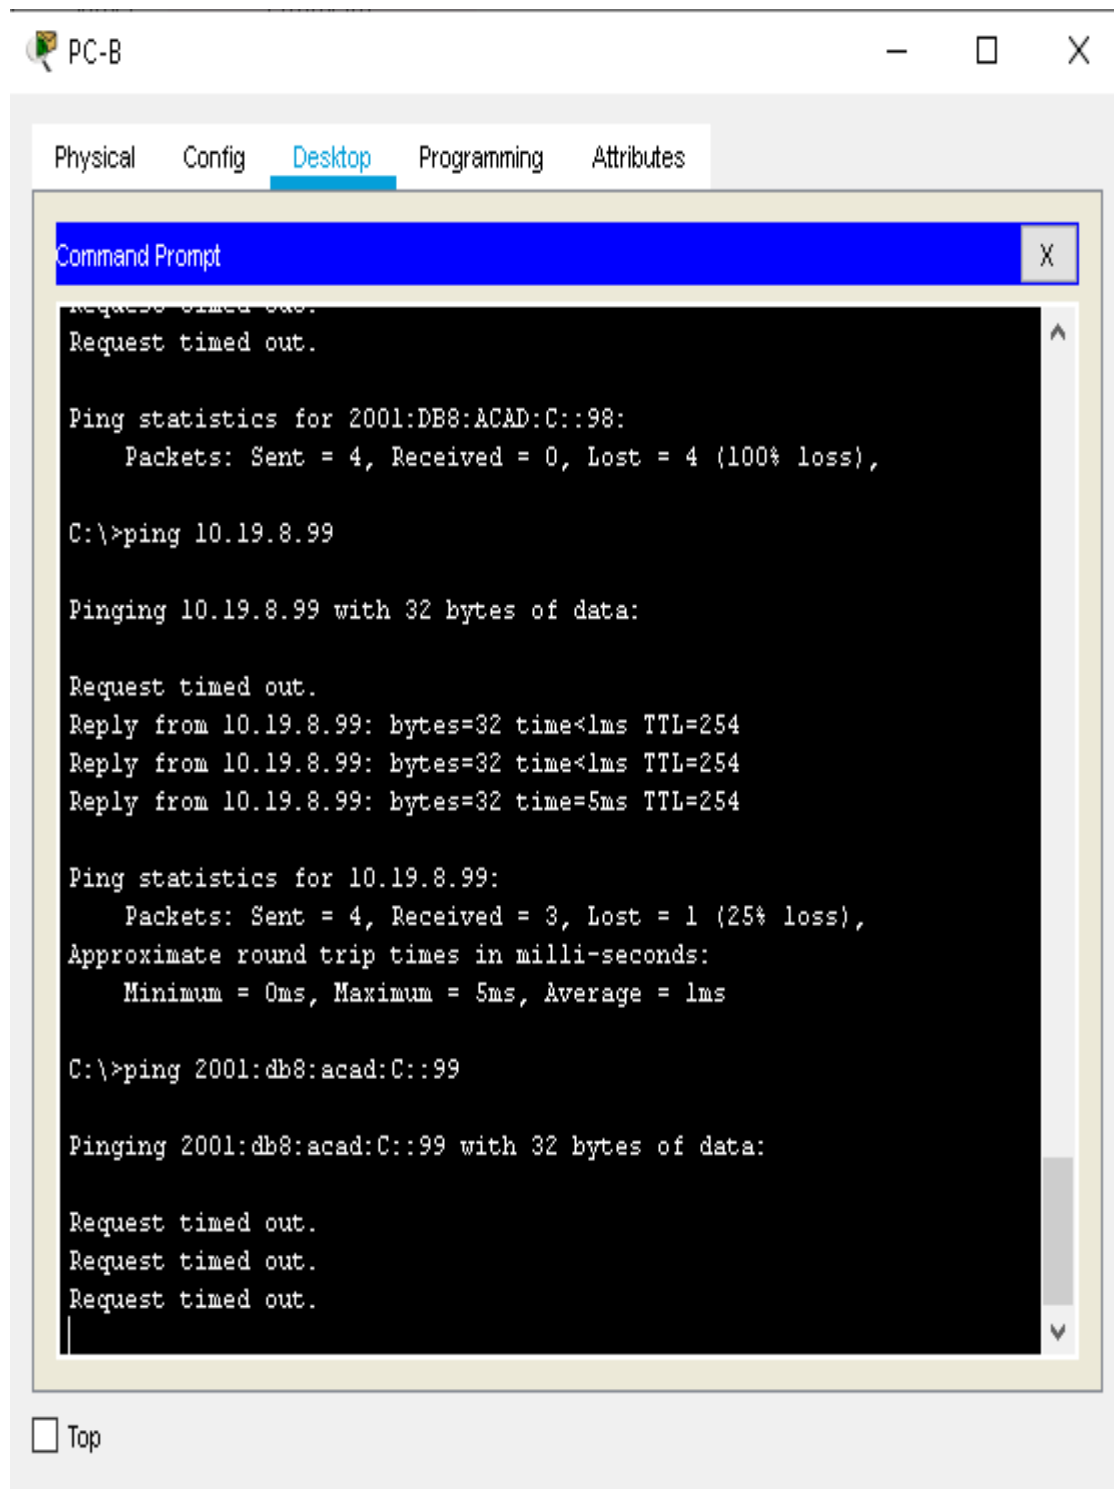 PC-B
Physical Config Desktop Programming Attributes
Command Prompt
X
Request timed out.
Request timed out.
Ping statistics for 2001:DB8:ACAD:C::98:
Packets: Sent = 4, Received = 0, Lost = 4 (100% loss),
C:\>ping 10.19.8.99
Pinging 10.19.8.99 with 32 bytes of data:
Request timed out.
Reply from 10.19.8.99: bytes=32 time<1ms TTL=254
Reply from 10.19.8.99: bytes=32 time<1ms TTL=254
Reply from 10.19.8.99: bytes=32 time=5ms TTL=254
Ping statistics for 10.19.8.99:
Packets: Sent = 4, Received = 3, Lost = 1 (25% loss),
Approximate round trip times in milli-seconds:
Minimum = 0ms, Maximum = 5ms, Average = 1ms
C:\>ping 2001:db8:acad:C::99
Pinging 2001:db8:acad:C::99 with 32 bytes of data:
Request timed out.
Request timed out.
Request timed out.
Top